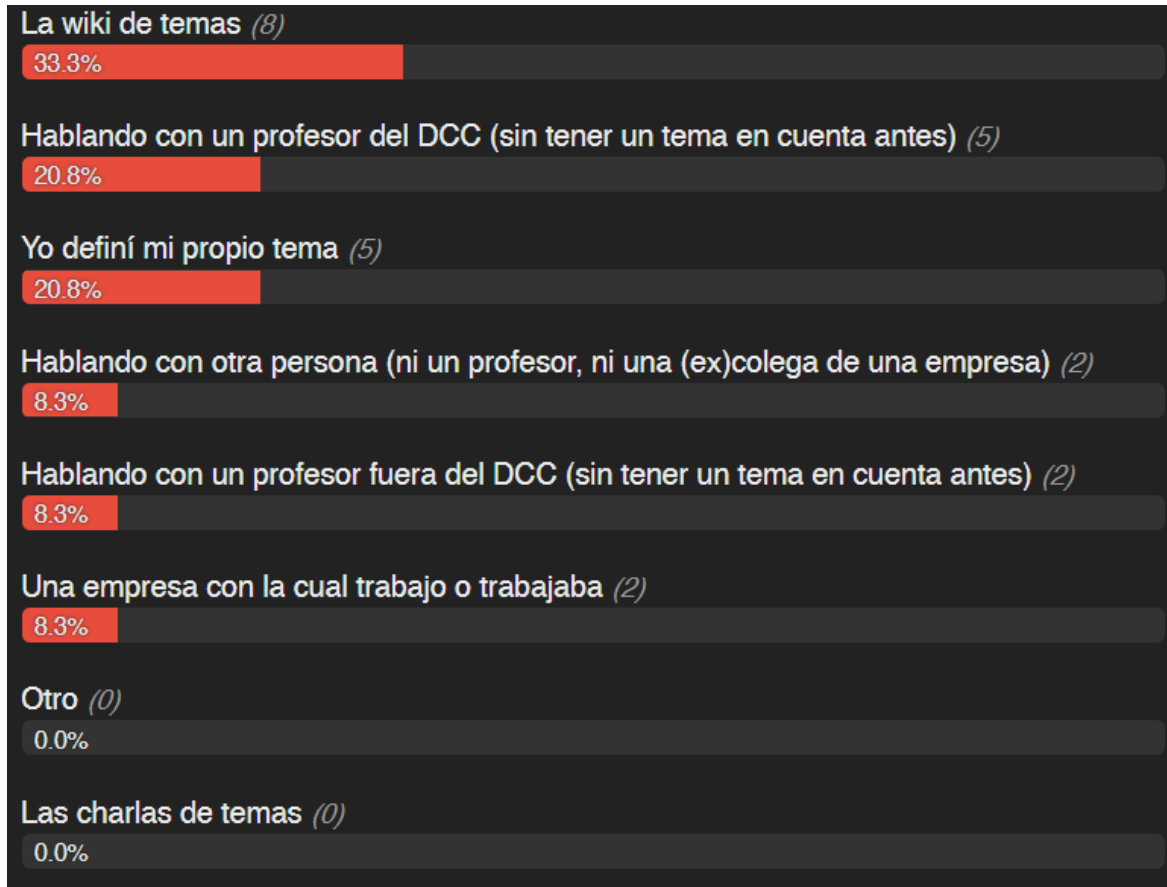 La wiki de temas (8)
33.3%
Hablando con un profesor del DCC (sin tener un tema en cuenta antes) (5)
20.8%
Yo definí mi propio tema (5)
20.8%
Hablando con otra persona (ni un profesor, ni una (ex)colega de una empresa) (2)
8.3%
Hablando con un profesor fuera del DCC (sin tener un tema en cuenta antes) (2)
8.3%
Una empresa con la cual trabajo o trabajaba (2)
8.3%
Otro (0)
0.0%
Las charlas de temas (0)
0.0%